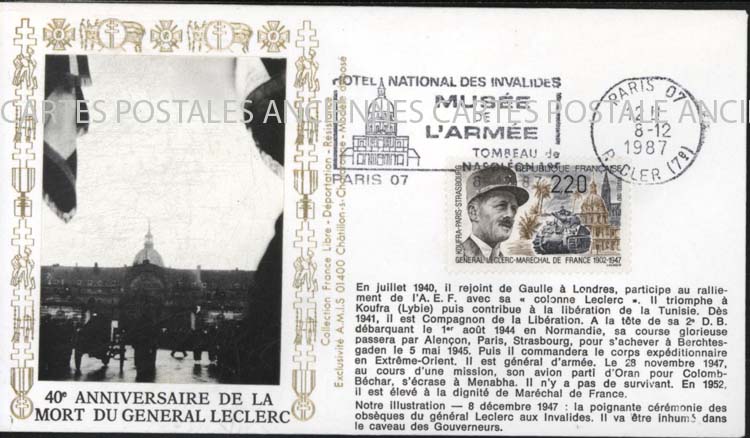 CARTES POSTALES ANCIENNES CARTES POSTALES ANCI
HOTEL NATIONAL DES INVALIDES
MUSÉE
DE
L'ARMÉE
TOMBEAU de
NAPOLÉON 1er
PARIS 07
PARIS 07
8-12
1987
R. CLER (7e)
RÉPUBLIQUE FRANÇAISE
2,20
KOUFRA-PARIS-STRASBOURG
GENERAL LECLERC-MARÉCHAL DE FRANCE 1902-1947
Collection France Libre - Déportation - Résistance
Exclusivité A.M.I.S 01400 Châtillon-s-Chalaronne - Modèle déposé
En juillet 1940, il rejoint de Gaulle à Londres, participe au rallie-
ment de l'A.E.F. avec sa « colonne Leclerc ». Il triomphe à
Koufra (Lybie) puis contribue à la libération de la Tunisie. Dès
1941, il est Compagnon de la Libération. A la tête de sa 2e D.B.
débarquant le 1er août 1944 en Normandie, sa course glorieuse
passera par Alençon, Paris, Strasbourg, pour s'achever à Berchtes-
gaden le 5 mai 1945. Puis il commandera le corps expéditionnaire
en Extrême-Orient. Il est général d'armée. Le 28 novembre 1947,
au cours d'une mission, son avion parti d'Oran pour Colomb-
Béchar, s'écrase à Menabha. Il n'y a pas de survivant. En 1952,
il est élevé à la dignité de Maréchal de France.
Notre illustration — 8 décembre 1947 : la poignante cérémonie des
obsèques du général Leclerc aux Invalides. Il va être inhumé dans
le caveau des Gouverneurs.
40e ANNIVERSAIRE DE LA
MORT DU GENERAL LECLERC